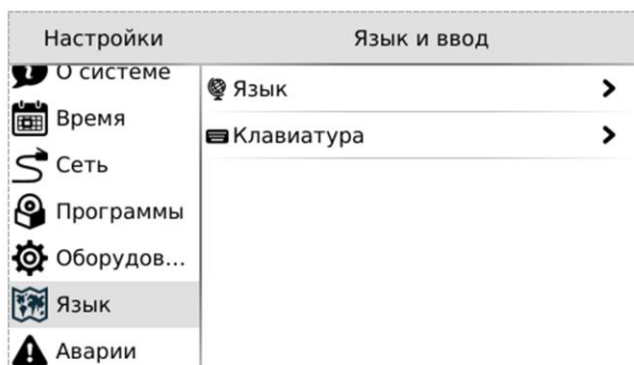 Настройки
Язык и ввод
О системе
Время
Сеть
Программы
Оборудов...
Язык
Аварии
Язык
Клавиатура